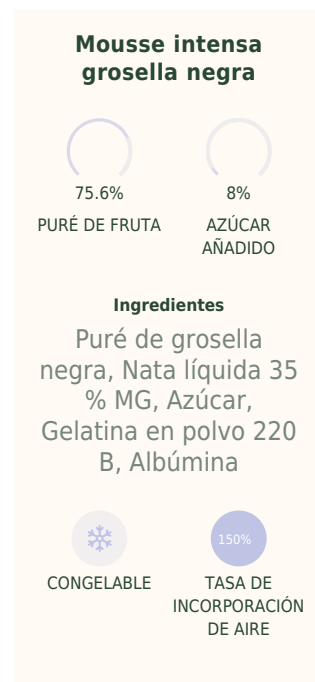 Mousse intensa
grosella negra
75.6%
8%
PURÉ DE FRUTA
AZÚCAR
AÑADIDO
Ingredientes
Puré de grosella
negra, Nata líquida 35
% MG, Azúcar,
Gelatina en polvo 220
B, Albúmina
150%
CONGELABLE
TASA DE
INCORPORACIÓN
DE AIRE